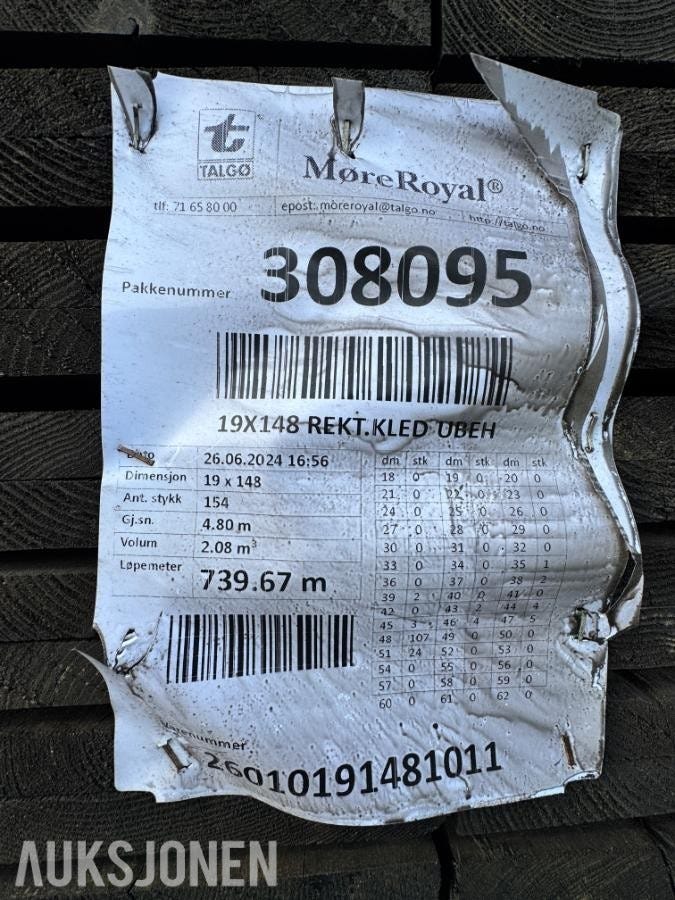 TALGØ
MøreRoyal®
tlf: 71 65 80 00 epost: moreroyal@talgo.no http://talgo.no
Pakkenummer 308095
19X148 REKT.KLED UBEH
Dato 26.06.2024 16:56
Dimensjon 19 x 148
Ant. stykk 154
Gj.sn. 4.80 m
Volum 2.08 m³
Løpemeter 739.67 m
dm stk dm stk dm stk
18 0 19 0 20 0
21 0 22 0 23 0
24 0 25 0 26 0
27 0 28 0 29 0
30 0 31 0 32 0
33 0 34 0 35 1
36 0 37 0 38 2
39 2 40 0 41 0
42 0 43 2 44 4
45 3 46 4 47 5
48 107 49 0 50 0
51 24 52 0 53 0
54 0 55 0 56 0
57 0 58 0 59 0
60 0 61 0 62 0
Varenummer
26010191481011
AUKSJONEN